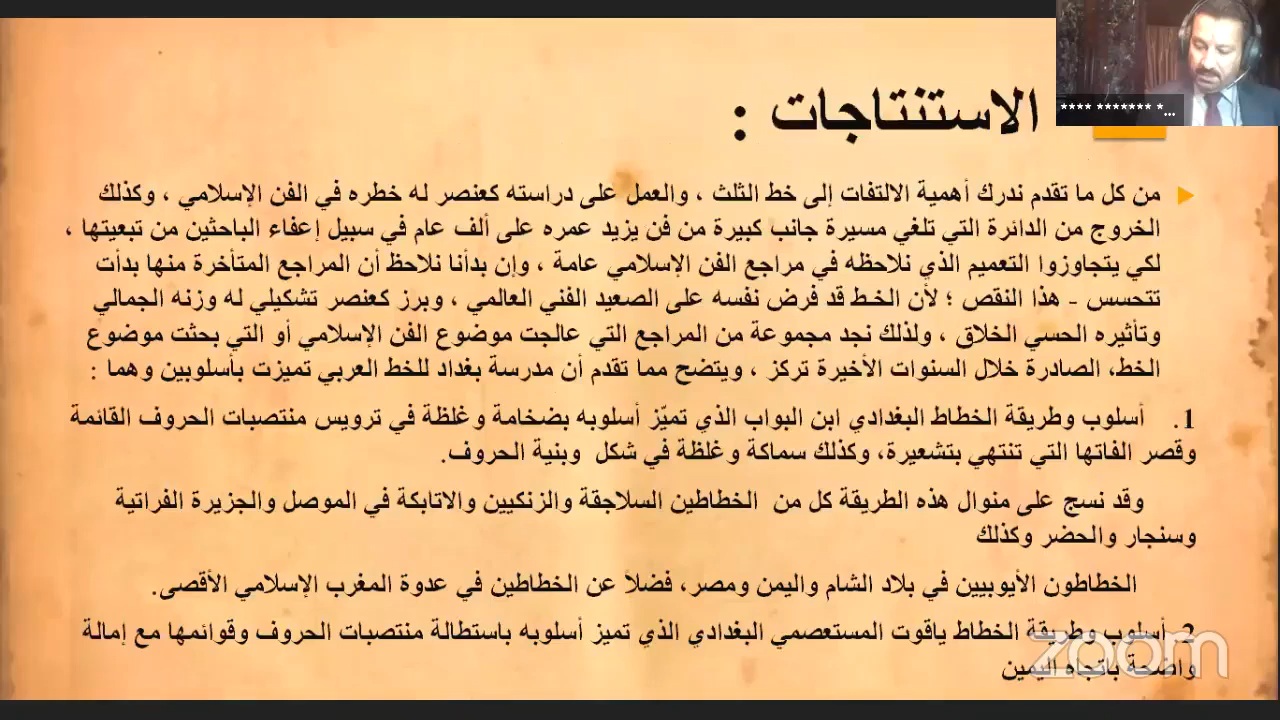 الاستنتاجات :
**** ******* *...
من كل ما تقدم ندرك أهمية الالتفات إلى خط الثلث ، والعمل على دراسته كعنصر له خطره في الفن الإسلامي ، وكذلك
الخروج من الدائرة التي تلغي مسيرة جانب كبيرة من فن يزيد عمره على ألف عام في سبيل إعفاء الباحثين من تبعيتها ،
لكي يتجاوزوا التعميم الذي نلاحظه في مراجع الفن الإسلامي عامة ، وإن بدأنا نلاحظ أن المراجع المتأخرة منها بدأت
تتحسس - هذا النقص ؛ لأن الخط قد فرض نفسه على الصعيد الفني العالمي ، وبرز كعنصر تشكيلي له وزنه الجمالي
وتأثيره الحسي الخلاق ، ولذلك نجد مجموعة من المراجع التي عالجت موضوع الفن الإسلامي أو التي بحثت موضوع
الخط، الصادرة خلال السنوات الأخيرة تركز ، ويتضح مما تقدم أن مدرسة بغداد للخط العربي تميزت بأسلوبين وهما :
1. أسلوب وطريقة الخطاط البغدادي ابن البواب الذي تميّز أسلوبه بضخامة وغلظة في ترويس منتصبات الحروف القائمة
وقصر الفاتها التي تنتهي بتشعيرة، وكذلك سماكة وغلظة في شكل وبنية الحروف.
وقد نسج على منوال هذه الطريقة كل من الخطاطين السلاجقة والزنكيين والاتابكة في الموصل والجزيرة الفراتية
وسنجار والحضر وكذلك
الخطاطون الأيوبيين في بلاد الشام واليمن ومصر، فضلاً عن الخطاطين في عدوة المغرب الإسلامي الأقصى.
2. أسلوب وطريقة الخطاط ياقوت المستعصمي البغدادي الذي تميز أسلوبه باستطالة منتصبات الحروف وقوائمها مع إمالة
واضحة باتجاه اليمين
zoom